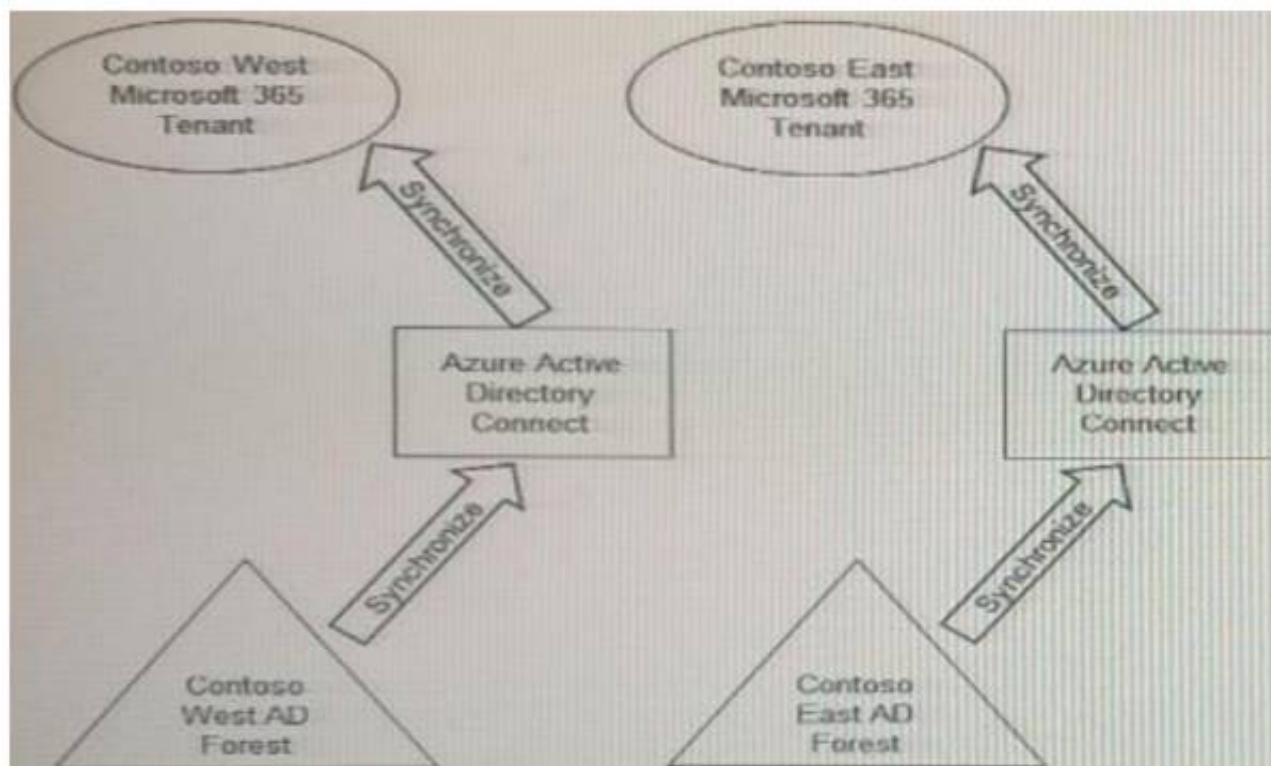 Contoso West
Microsoft 365
Tenant
Contoso East
Microsoft 365
Tenant
Synchronize
Synchronize
Azure Active
Directory
Connect
Azure Active
Directory
Connect
Synchronize
Synchronize
Contoso
West AD
Forest
Contoso
East AD
Forest